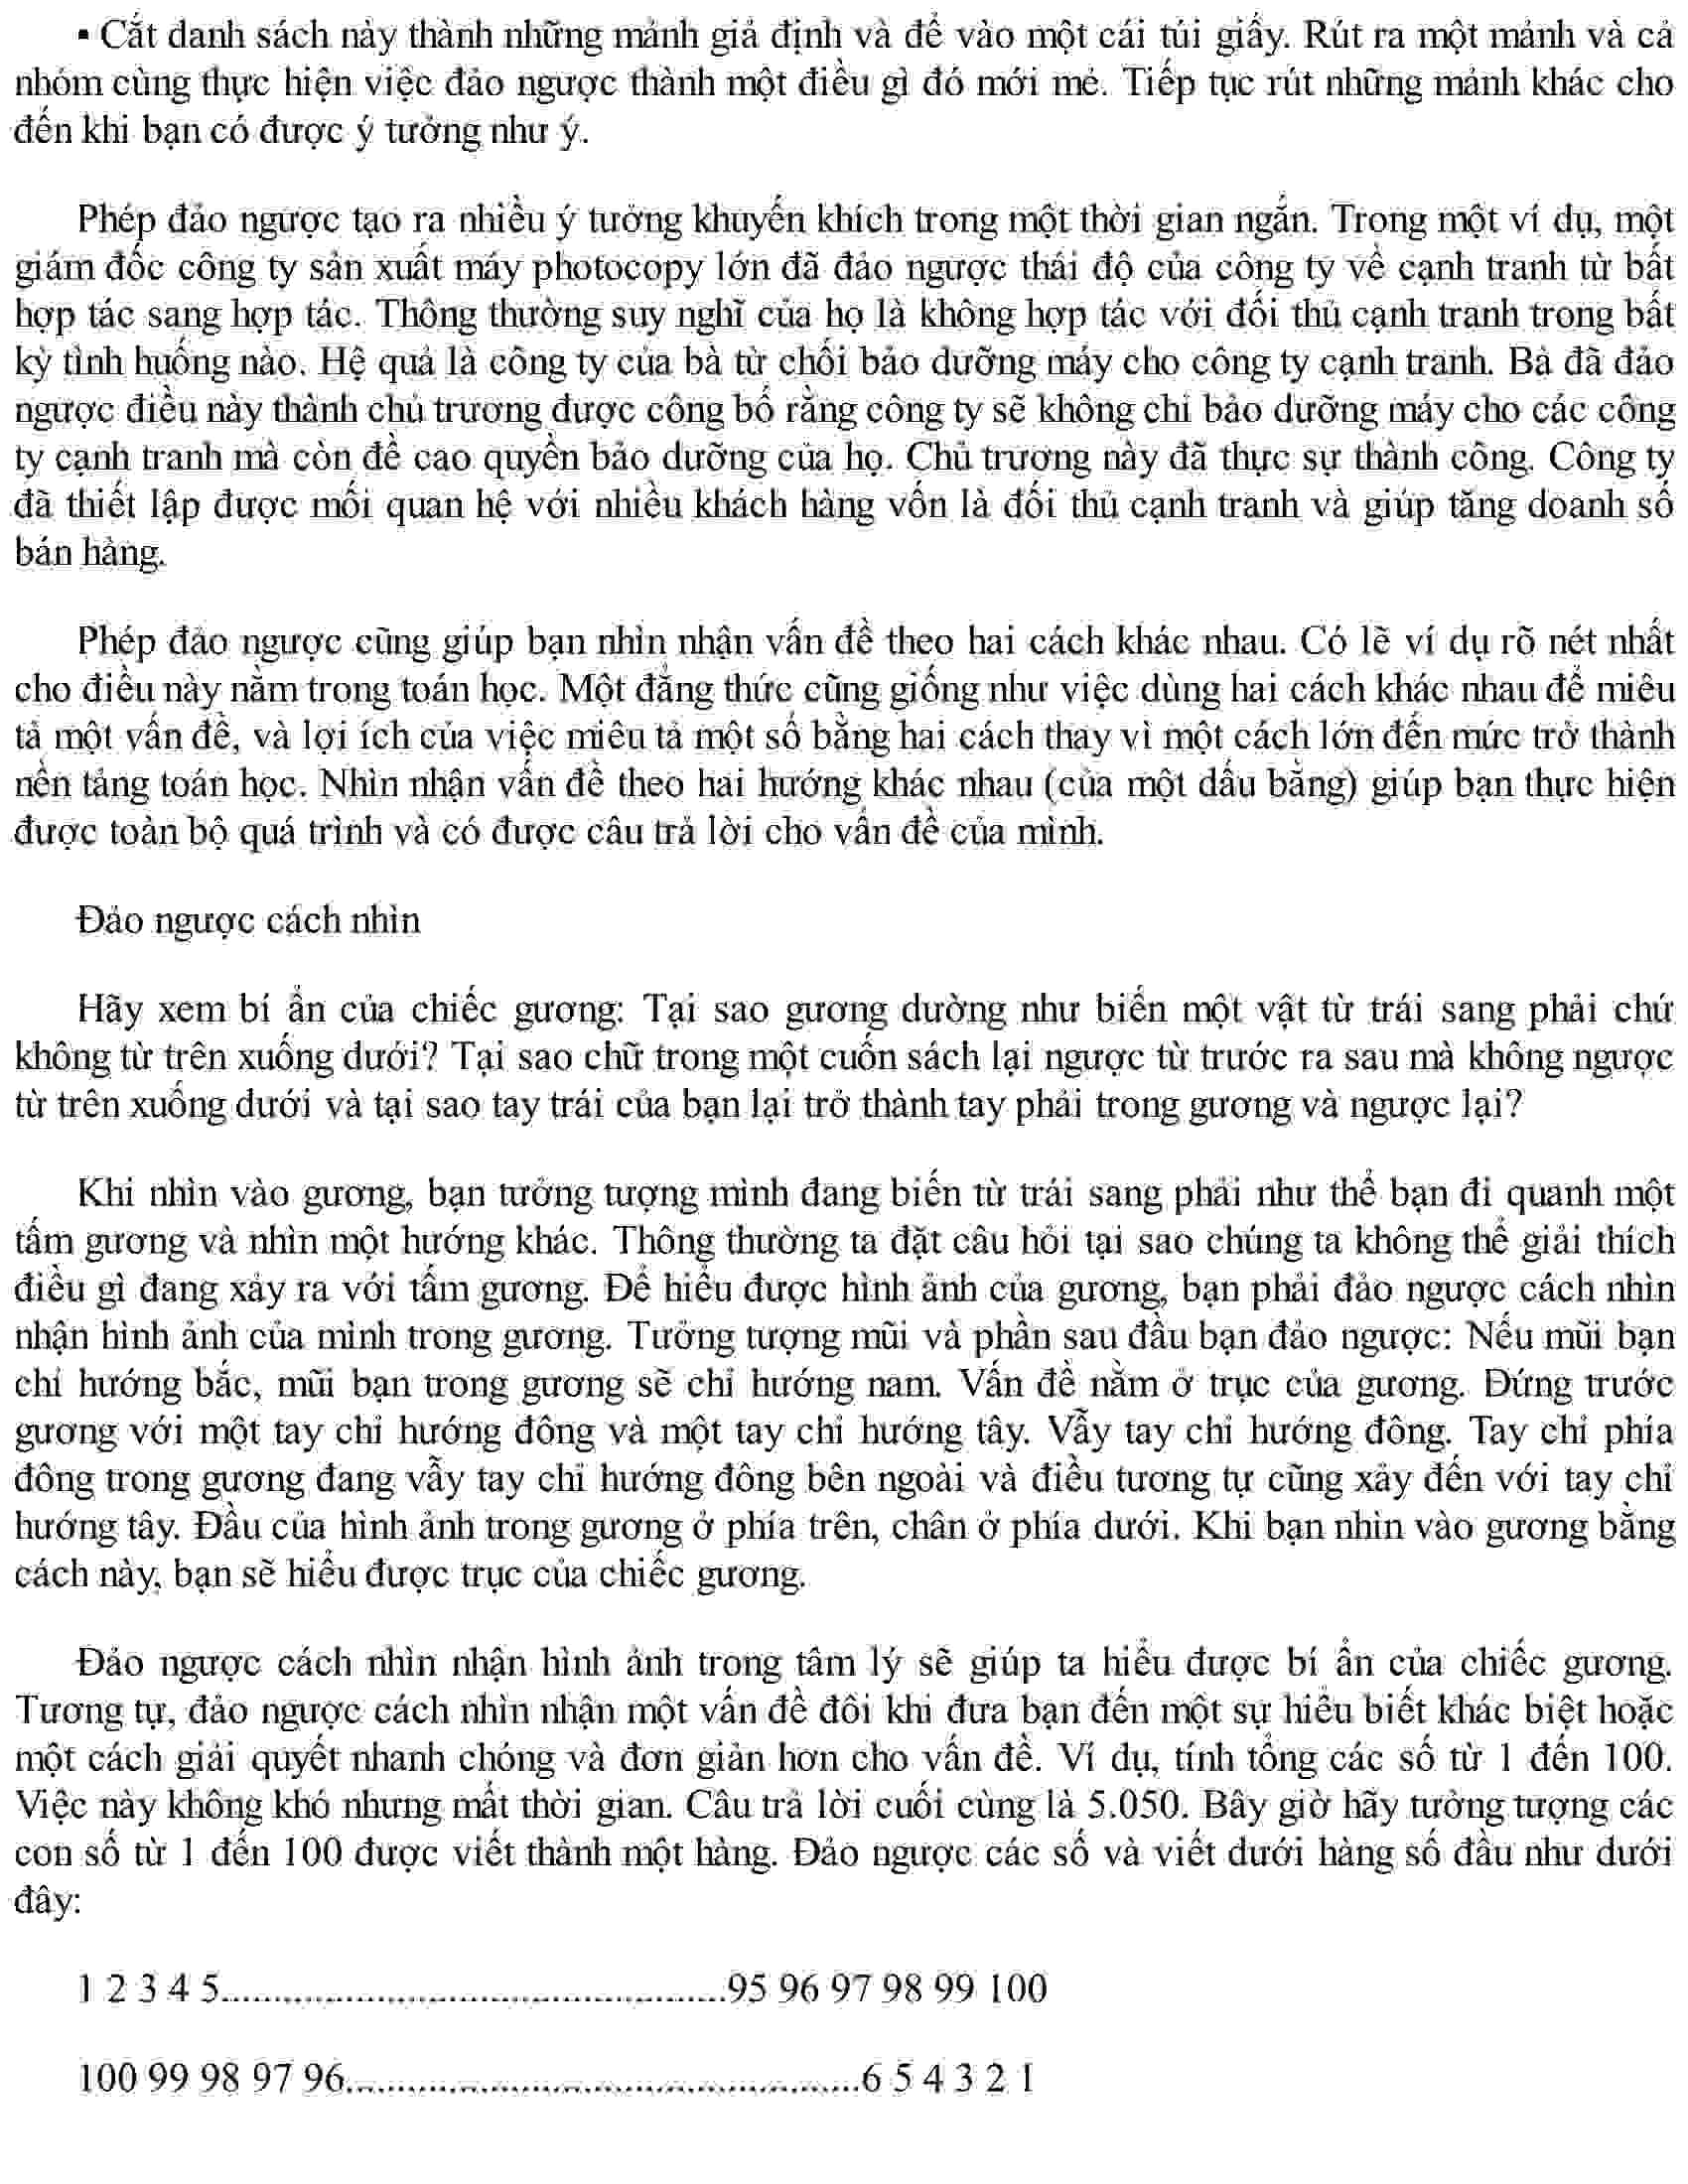 ▪ Cắt danh sách này thành những mảnh giả định và để vào một cái túi giấy. Rút ra một mảnh và cả
nhóm cùng thực hiện việc đảo ngược thành một điều gì đó mới mẻ. Tiếp tục rút những mảnh khác cho
đến khi bạn có được ý tưởng như ý.
Phép đảo ngược tạo ra nhiều ý tưởng khuyến khích trong một thời gian ngắn. Trong một ví dụ, một
giám đốc công ty sản xuất máy photocopy lớn đã đảo ngược thái độ của công ty về cạnh tranh từ bất
hợp tác sang hợp tác. Thông thường suy nghĩ của họ là không hợp tác với đối thủ cạnh tranh trong bất
kỳ tình huống nào. Hệ quả là công ty của bà từ chối bảo dưỡng máy cho công ty cạnh tranh. Bà đã đảo
ngược điều này thành chủ trương được công bố rằng công ty sẽ không chỉ bảo dưỡng máy cho các công
ty cạnh tranh mà còn đề cao quyền bảo dưỡng của họ. Chủ trương này đã thực sự thành công. Công ty
đã thiết lập được mối quan hệ với nhiều khách hàng vốn là đối thủ cạnh tranh và giúp tăng doanh số
bán hàng.
Phép đảo ngược cũng giúp bạn nhìn nhận vấn đề theo hai cách khác nhau. Có lẽ ví dụ rõ nét nhất
cho điều này nằm trong toán học. Một đẳng thức cũng giống như việc dùng hai cách khác nhau để miêu
tả một vấn đề, và lợi ích của việc miêu tả một số bằng hai cách thay vì một cách lớn đến mức trở thành
nền tảng toán học. Nhìn nhận vấn đề theo hai hướng khác nhau (của một dấu bằng) giúp bạn thực hiện
được toàn bộ quá trình và có được câu trả lời cho vấn đề của mình.
Đảo ngược cách nhìn
Hãy xem bí ẩn của chiếc gương: Tại sao gương dường như biến một vật từ trái sang phải chứ
không từ trên xuống dưới? Tại sao chữ trong một cuốn sách lại ngược từ trước ra sau mà không ngược
từ trên xuống dưới và tại sao tay trái của bạn lại trở thành tay phải trong gương và ngược lại?
Khi nhìn vào gương, bạn tưởng tượng mình đang biến từ trái sang phải như thể bạn đi quanh một
tấm gương và nhìn một hướng khác. Thông thường ta đặt câu hỏi tại sao chúng ta không thể giải thích
điều gì đang xảy ra với tấm gương. Để hiểu được hình ảnh của gương, bạn phải đảo ngược cách nhìn
nhận hình ảnh của mình trong gương. Tưởng tượng mũi và phần sau đầu bạn đảo ngược: Nếu mũi bạn
chỉ hướng bắc, mũi bạn trong gương sẽ chỉ hướng nam. Vấn đề nằm ở trục của gương. Đứng trước
gương với một tay chỉ hướng đông và một tay chỉ hướng tây. Vẫy tay chỉ hướng đông. Tay chỉ phía
đông trong gương đang vẫy tay chỉ hướng đông bên ngoài và điều tương tự cũng xảy đến với tay chỉ
hướng tây. Đầu của hình ảnh trong gương ở phía trên, chân ở phía dưới. Khi bạn nhìn vào gương bằng
cách này, bạn sẽ hiểu được trục của chiếc gương.
Đảo ngược cách nhìn nhận hình ảnh trong tâm lý sẽ giúp ta hiểu được bí ẩn của chiếc gương.
Tương tự, đảo ngược cách nhìn nhận một vấn đề đôi khi đưa bạn đến một sự hiểu biết khác biệt hoặc
một cách giải quyết nhanh chóng và đơn giản hơn cho vấn đề. Ví dụ, tính tổng các số từ 1 đến 100.
Việc này không khó nhưng mất thời gian. Câu trả lời cuối cùng là 5.050. Bây giờ hãy tưởng tượng các
con số từ 1 đến 100 được viết thành một hàng. Đảo ngược các số và viết dưới hàng số đầu như dưới
đây:
1 2 3 4 5................................................95 96 97 98 99 100
100 99 98 97 96.................................................6 5 4 3 2 1